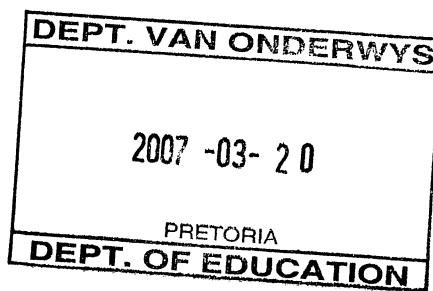 DEPT. VAN ONDERWYS
2007 -03- 20
PRETORIA
DEPT. OF EDUCATION